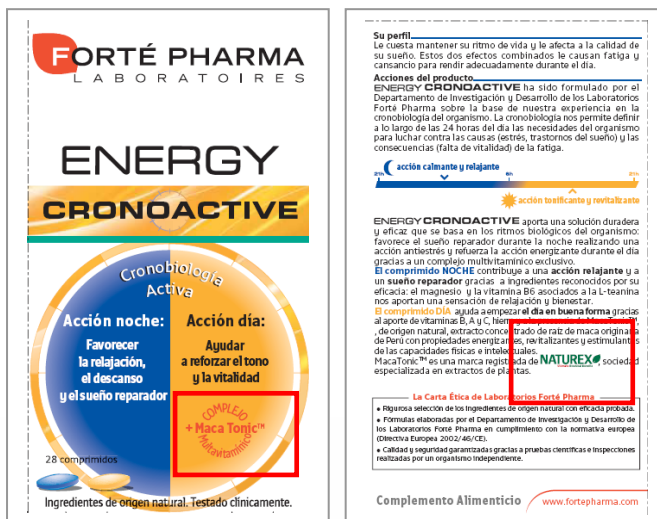 FORTÉ PHARMA
LABORATOIRES
ENERGY
CRONOACTIVE
Cronobiología
Activa
Acción noche:
Favorecer
la relajación,
el descanso
y el sueño reparador
Acción día:
Ayudar
a reforzar el tono
y la vitalidad
COMPLEJO
+ Maca Tonic™
Multivitamínico
28 comprimidos
Ingredientes de origen natural. Testado clínicamente.
Su perfil
Le cuesta mantener su ritmo de vida y le afecta a la calidad de
su sueño. Estos dos efectos combinados le causan fatiga y
cansancio para rendir adecuadamente durante el día.
Acciones del producto
ENERGY CRONOACTIVE ha sido formulado por el
Departamento de Investigación y Desarrollo de los Laboratorios
Forté Pharma sobre la base de nuestra experiencia en la
cronobiología del organismo. La cronobiología nos permite definir
a lo largo de las 24 horas del día las necesidades del organismo
para luchar contra las causas (estrés, trastornos del sueño) y las
consecuencias (falta de vitalidad) de la fatiga.
acción calmante y relajante
21h 6h 21h
acción tonificante y revitalizante
ENERGY CRONOACTIVE aporta una solución duradera
y eficaz que se basa en los ritmos biológicos del organismo:
favorece el sueño reparador durante la noche realizando una
acción antiestrés y refuerza la acción energizante durante el día
gracias a un complejo multivitamínico exclusivo.
El comprimido NOCHE contribuye a una acción relajante y a
un sueño reparador gracias a ingredientes reconocidos por su
eficacia: el magnesio y la vitamina B6 asociados a la L-teanina
nos aportan una sensación de relajación y bienestar.
El comprimido DÍA ayuda a empezar el día en buena forma gracias
al aporte de vitaminas B, A y C, hierro y la presencia de MacaTonic™,
, de origen natural, extracto concentrado de raíz de maca originaria
de Perú con propiedades energizantes, revitalizantes y estimulantes
de las capacidades físicas e intelectuales.
MacaTonic™ es una marca registrada de NATUREX, sociedad
especializada en extractos de plantas.
La Carta Ética de Laboratorios Forté Pharma
• Rigurosa selección de los ingredientes de origen natural con eficacia probada.
• Fórmulas elaboradas por el Departamento de Investigación y Desarrollo de
los Laboratorios Forté Pharma en cumplimiento con la normativa europea
(Directiva Europea 2002/46/CE).
• Calidad y seguridad garantizadas gracias a pruebas científicas e inspecciones
realizadas por un organismo independiente.
Complemento Alimenticio
www.fortepharma.com